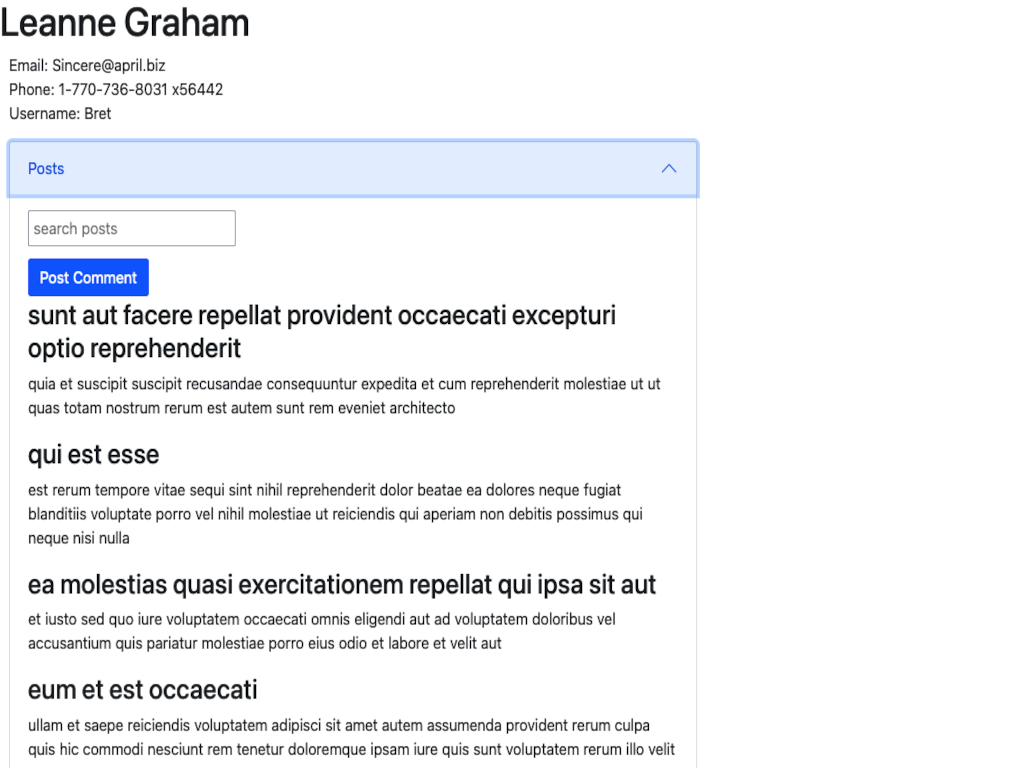 Leanne Graham
Email: Sincere@april.biz
Phone: 1-770-736-8031 x56442
Username: Bret
Posts
search posts
Post Comment
sunt aut facere repellat provident occaecati excepturi
optio reprehenderit
quia et suscipit suscipit recusandae consequuntur expedita et cum reprehenderit molestiae ut ut
quas totam nostrum rerum est autem sunt rem eveniet architecto
qui est esse
est rerum tempore vitae sequi sint nihil reprehenderit dolor beatae ea dolores neque fugiat
blanditiis voluptate porro vel nihil molestiae ut reiciendis qui aperiam non debitis possimus qui
neque nisi nulla
ea molestias quasi exercitationem repellat qui ipsa sit aut
et iusto sed quo iure voluptatem occaecati omnis eligendi aut ad voluptatem doloribus vel
accusantium quis pariatur molestiae porro eius odio et labore et velit aut
eum et est occaecati
ullam et saepe reiciendis voluptatem adipisci sit amet autem assumenda provident rerum culpa
quis hic commodi nesciunt rem tenetur doloremque ipsam iure quis sunt voluptatem rerum illo velit